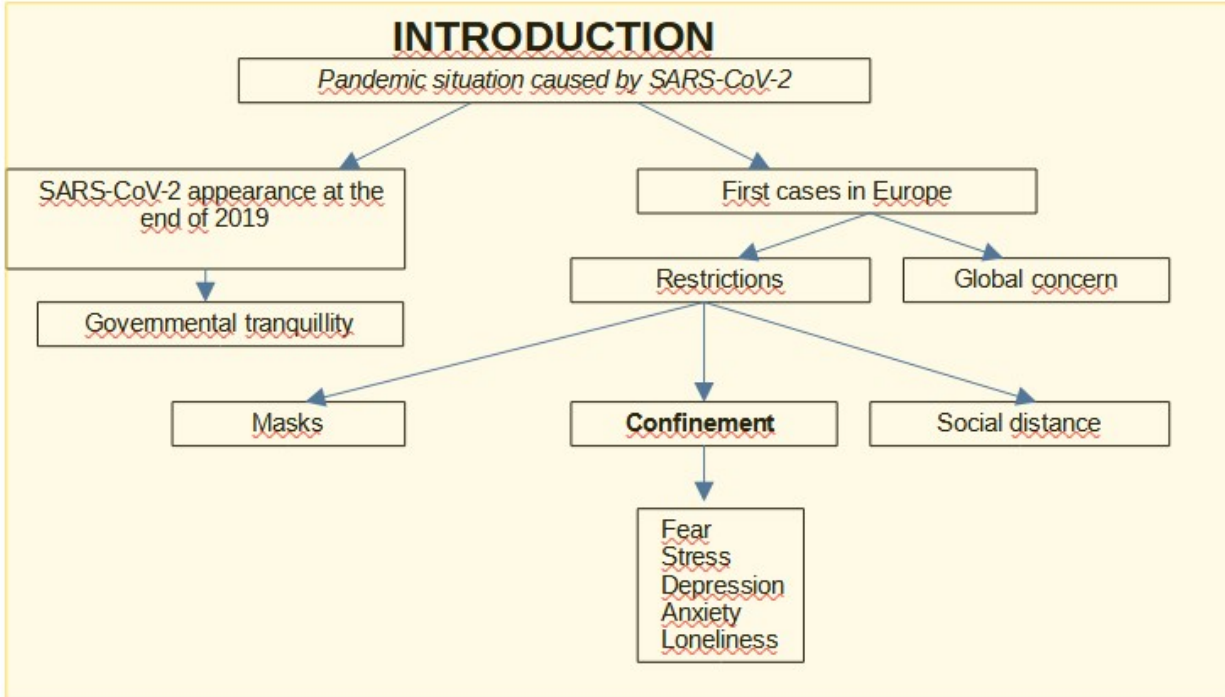 INTRODUCTION
Pandemic situation caused by SARS-CoV-2
SARS-CoV-2 appearance at the
end of 2019
First cases in Europe
Restrictions
Global concern
Governmental tranquillity
Masks
Confinement
Social distance
Fear
Stress
Depression
Anxiety
Loneliness